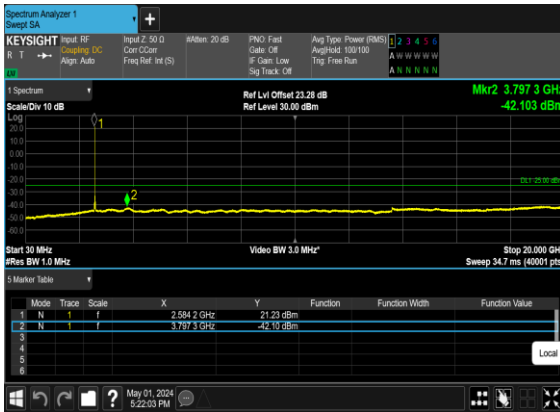 Spectrum Analyzer 1
Swept SA
+
KEYSIGHT
R T
Input: RF
Coupling: DC
Align: Auto
Input Z: 50 Ω
Corr CCorr
Freq Ref: Int (S)
#Atten: 20 dB
PNO: Fast
Gate: Off
IF Gain: Low
Sig Track: Off
Avg Type: Power (RMS)
Avg|Hold: 100/100
Trig: Free Run
1 2 3 4 5 6
A W W W W W
A N N N N N
1 Spectrum
Scale/Div 10 dB
Ref Lvl Offset 23.28 dB
Ref Level 30.00 dBm
Mkr2 3.797 3 GHz
-42.103 dBm
Log
20.0
10.0
0.00
-10.0
-20.0
-30.0
-40.0
-50.0
-60.0
1
2
DL1 -25.00 dBm
Start 30 MHz
#Res BW 1.0 MHz
Video BW 3.0 MHz*
Stop 20.000 GHz
Sweep 34.7 ms (40001 pts)
5 Marker Table
Mode Trace Scale X Y Function Function Width Function Value
1 N 1 f 2.584 2 GHz 21.23 dBm
2 N 1 f 3.797 3 GHz -42.10 dBm
3
4
5
6
Local
?
May 01, 2024
5:22:03 PM